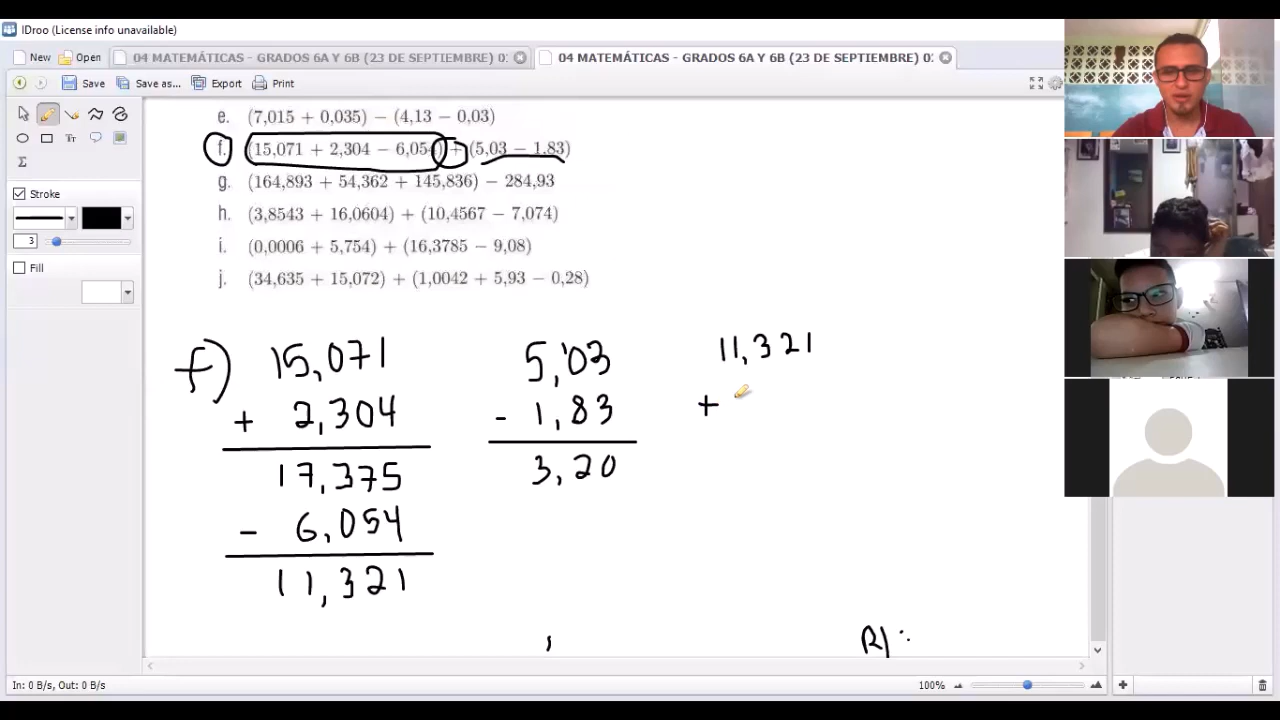 IDroo (License info unavailable)
New Open 04 MATEMÁTICAS - GRADOS 6A Y 6B (23 DE SEPTIEMBRE) 0: 04 MATEMÁTICAS - GRADOS 6A Y 6B (23 DE SEPTIEMBRE) 0:
Save Save as... Export Print
Tr
Σ
Stroke
3
Fill
e. (7,015 + 0,035) − (4,13 − 0,03)
f. (15,071 + 2,304 − 6,054) + (5,03 − 1.83)
g. (164,893 + 54,362 + 145,836) − 284,93
h. (3,8543 + 16,0604) + (10,4567 − 7,074)
i. (0,0006 + 5,754) + (16,3785 − 9,08)
j. (34,635 + 15,072) + (1,0042 + 5,93 − 0,28)
f) 15,071
+ 2,304
17,375
- 6,054
11,321
5,'03
- 1,83
3,20
11,321
+
,
R/:
In: 0 B/s, Out: 0 B/s
100%